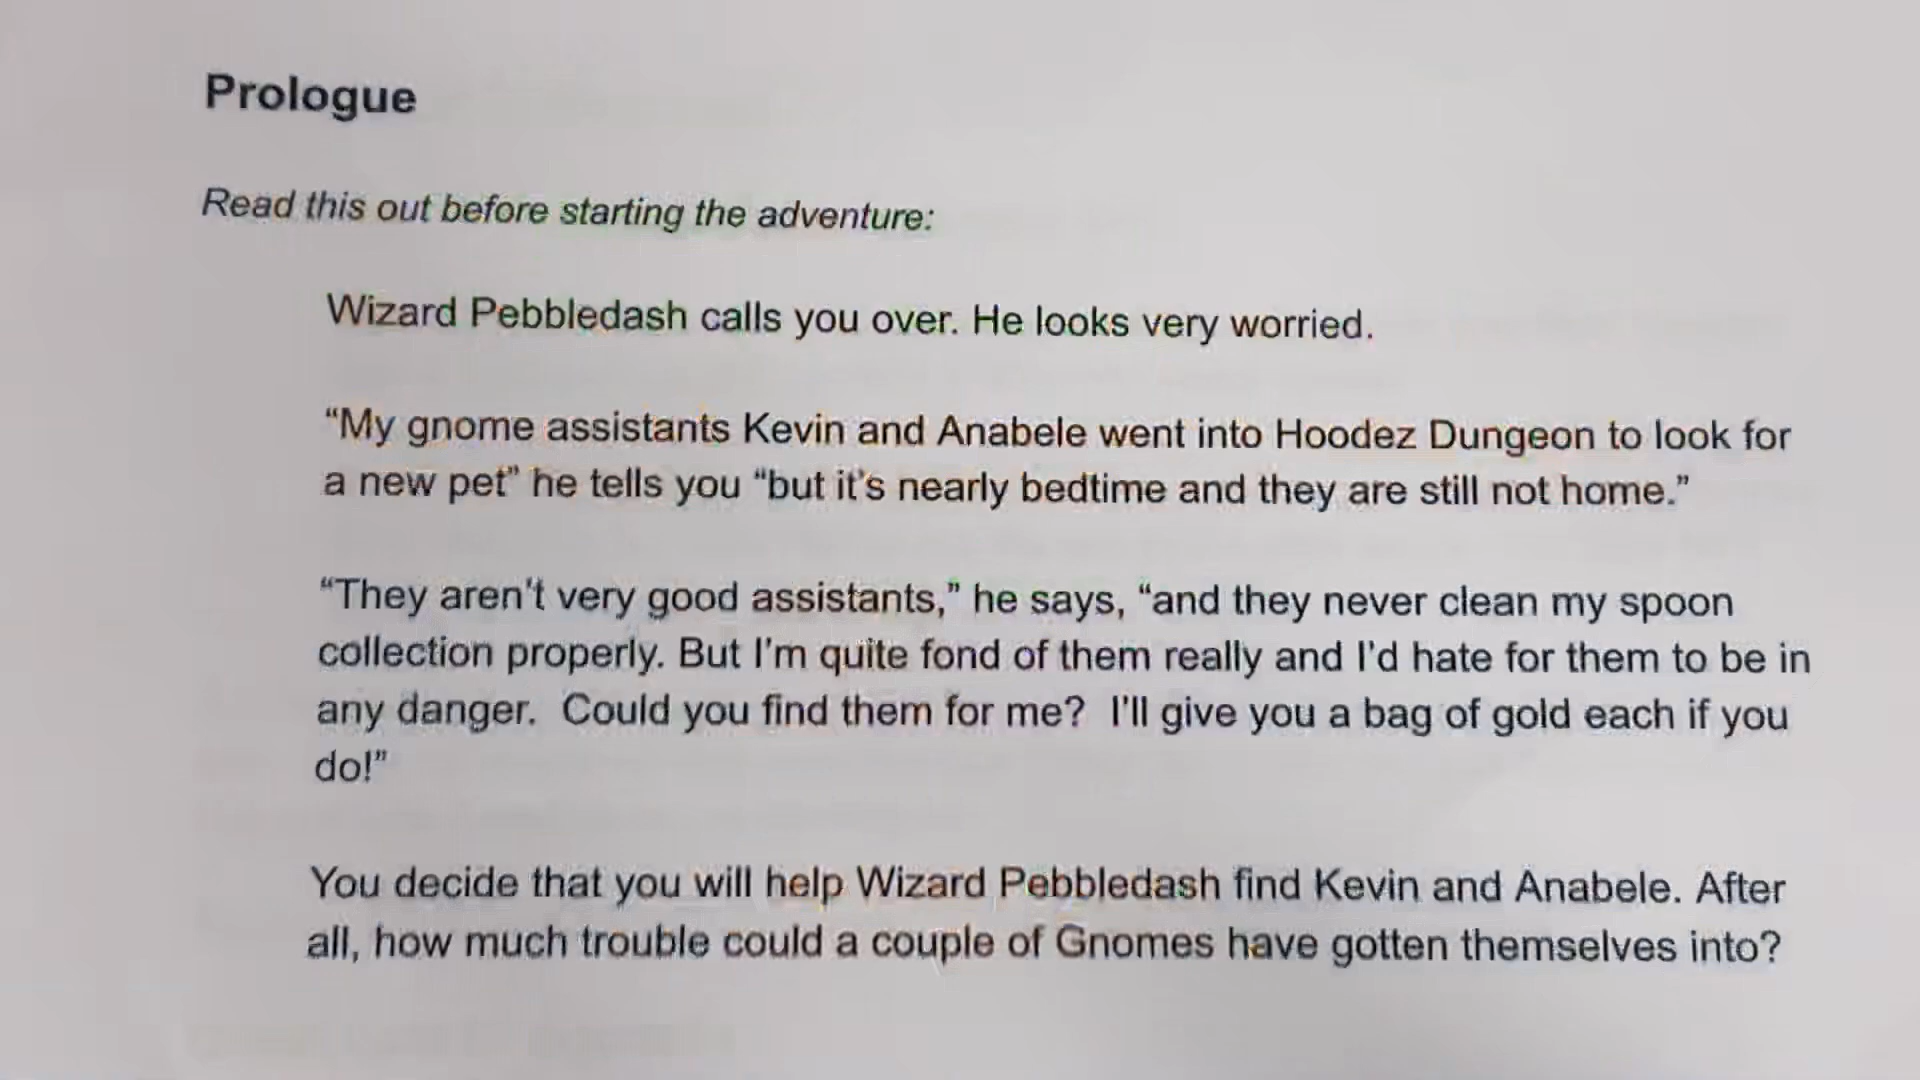 Prologue
Read this out before starting the adventure:
Wizard Pebbledash calls you over. He looks very worried.
“My gnome assistants Kevin and Anabele went into Hoodez Dungeon to look for
a new pet” he tells you “but it's nearly bedtime and they are still not home.”
“They aren't very good assistants,” he says, “and they never clean my spoon
collection properly. But I'm quite fond of them really and I'd hate for them to be in
any danger.  Could you find them for me?  I'll give you a bag of gold each if you
do!”
You decide that you will help Wizard Pebbledash find Kevin and Anabele. After
all, how much trouble could a couple of Gnomes have gotten themselves into?